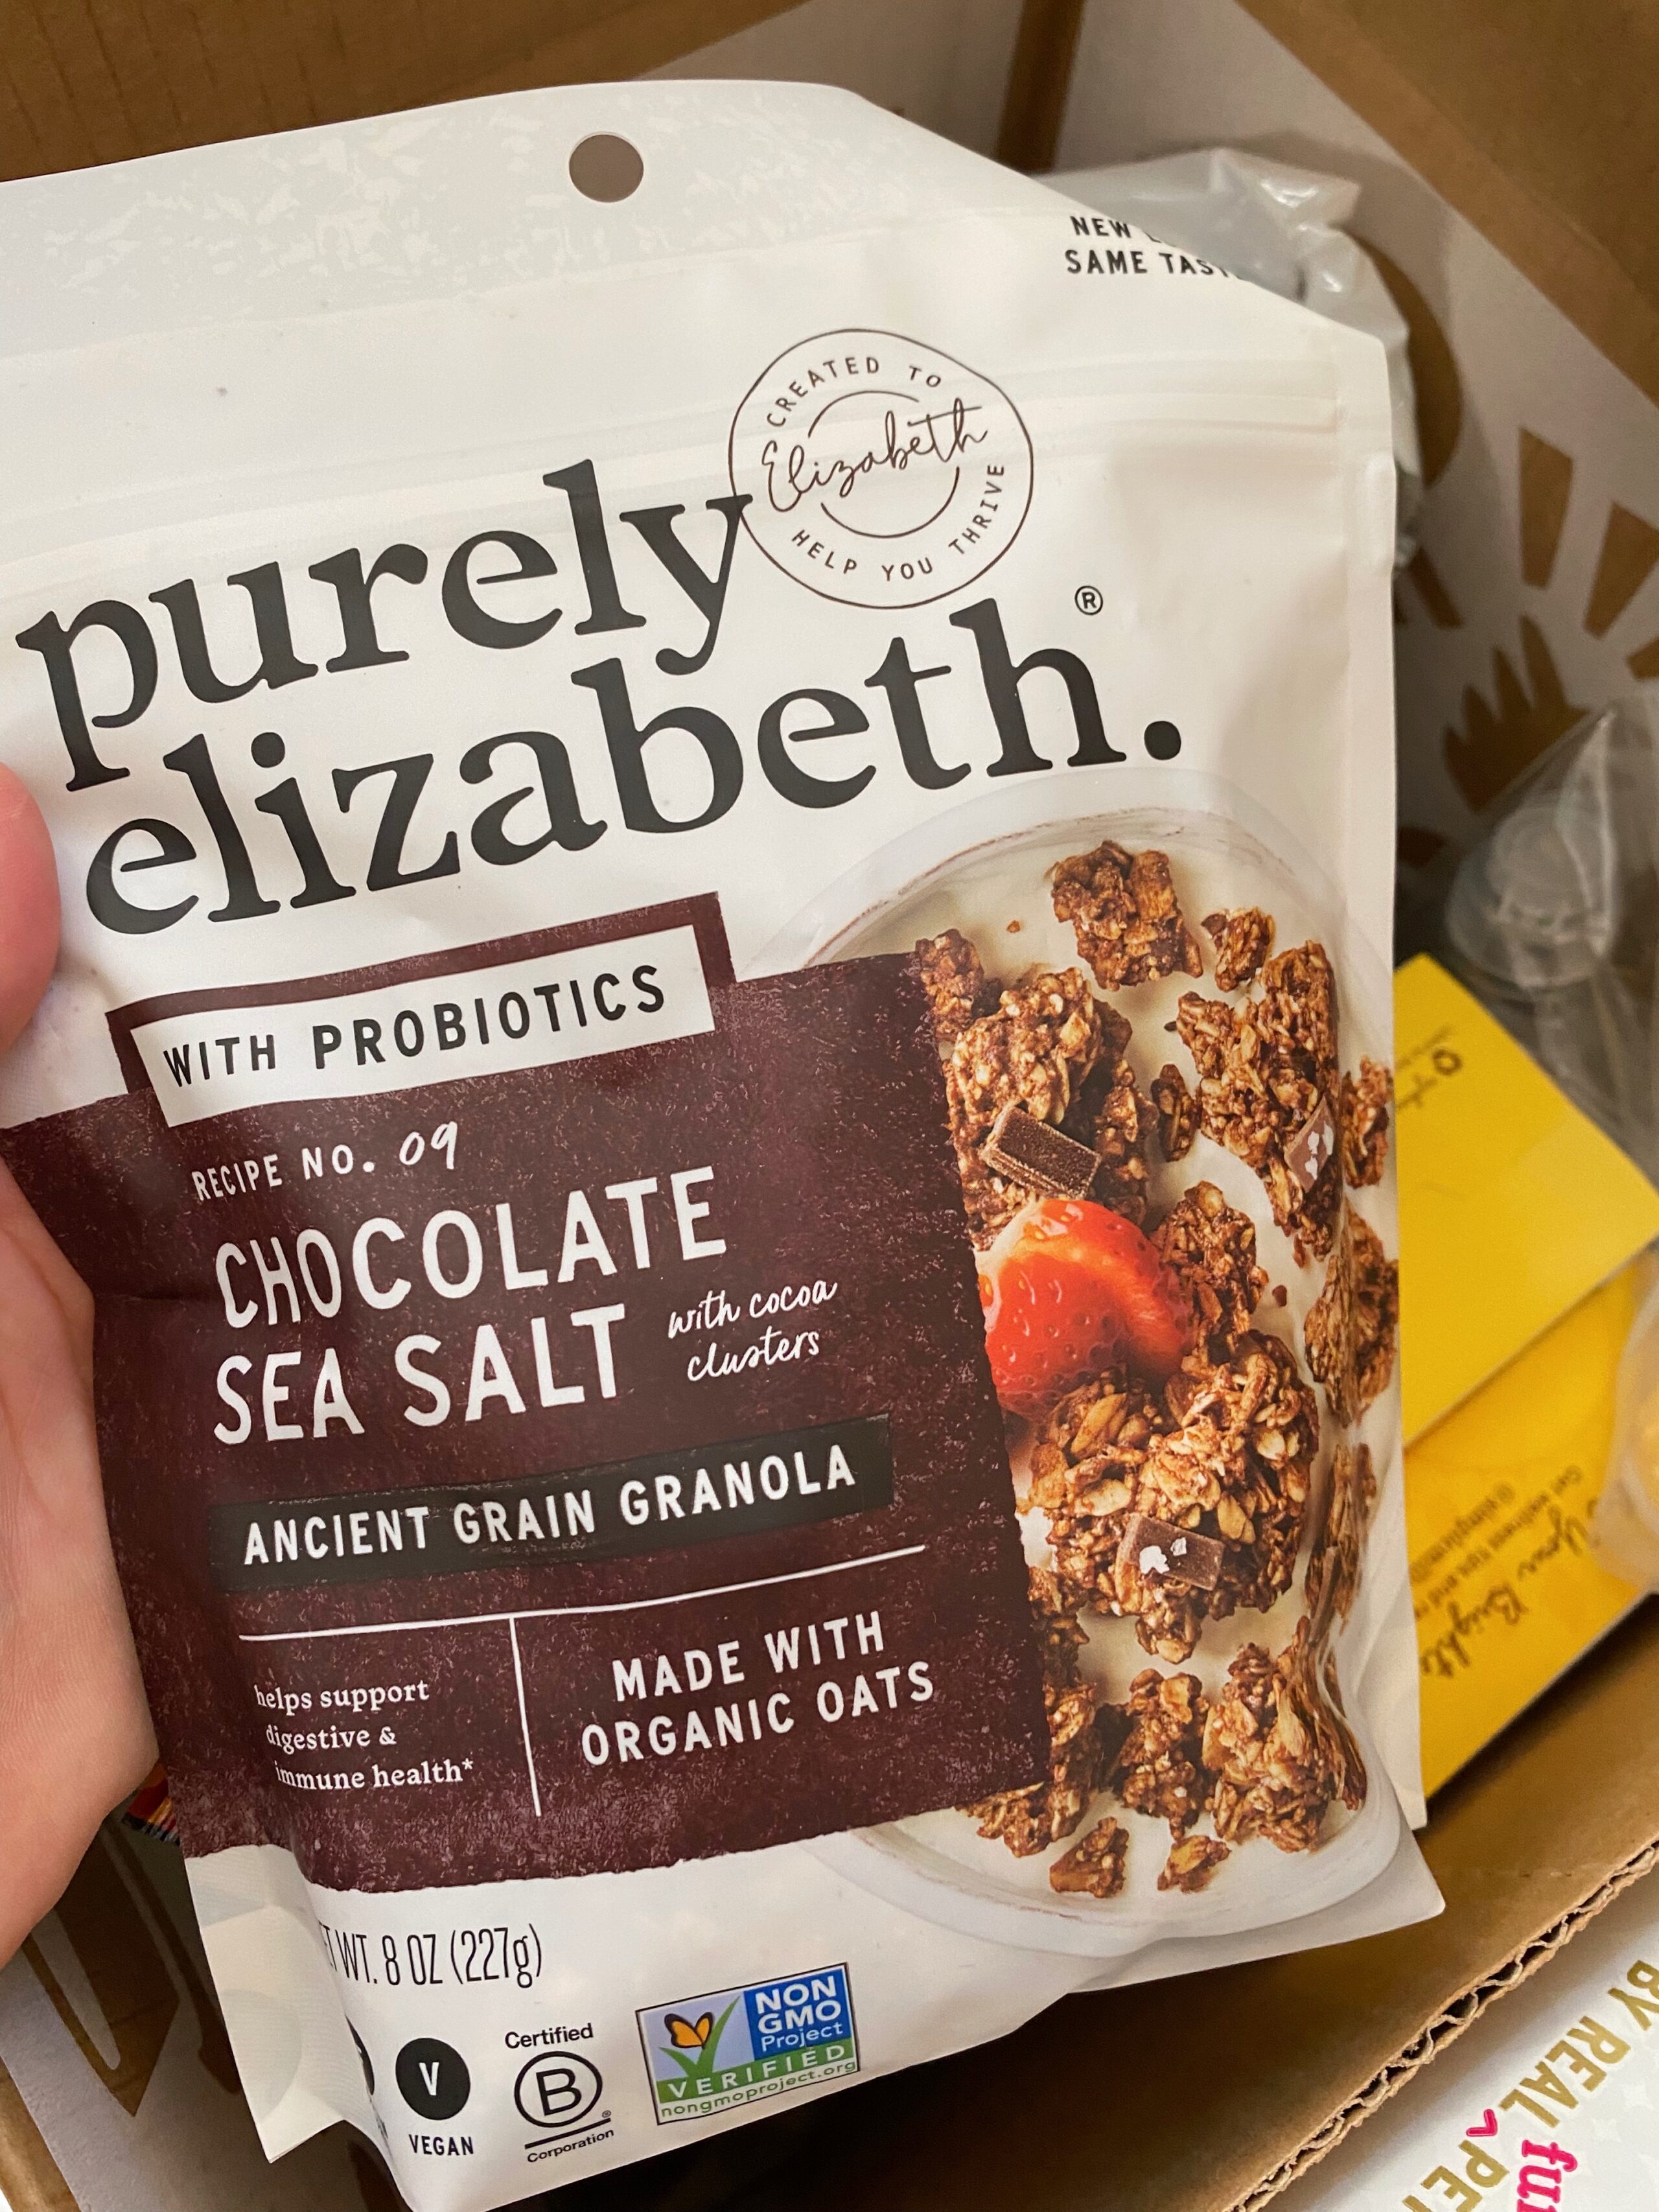 NEW
SAME
CREATED TO
Elizabeth
HELP YOU THRIVE
purely
elizabeth.®
WITH PROBIOTICS
RECIPE NO. 09
CHOCOLATE
SEA SALT
with cocoa
clusters
ANCIENT GRAIN GRANOLA
helps support
digestive &
immune health*
MADE WITH
ORGANIC OATS
WT. 8 OZ (227g)
V
VEGAN
Certified
B
®
Corporation
NON
GMO
Project
VERIFIED
nongmoproject.org
BY REAL